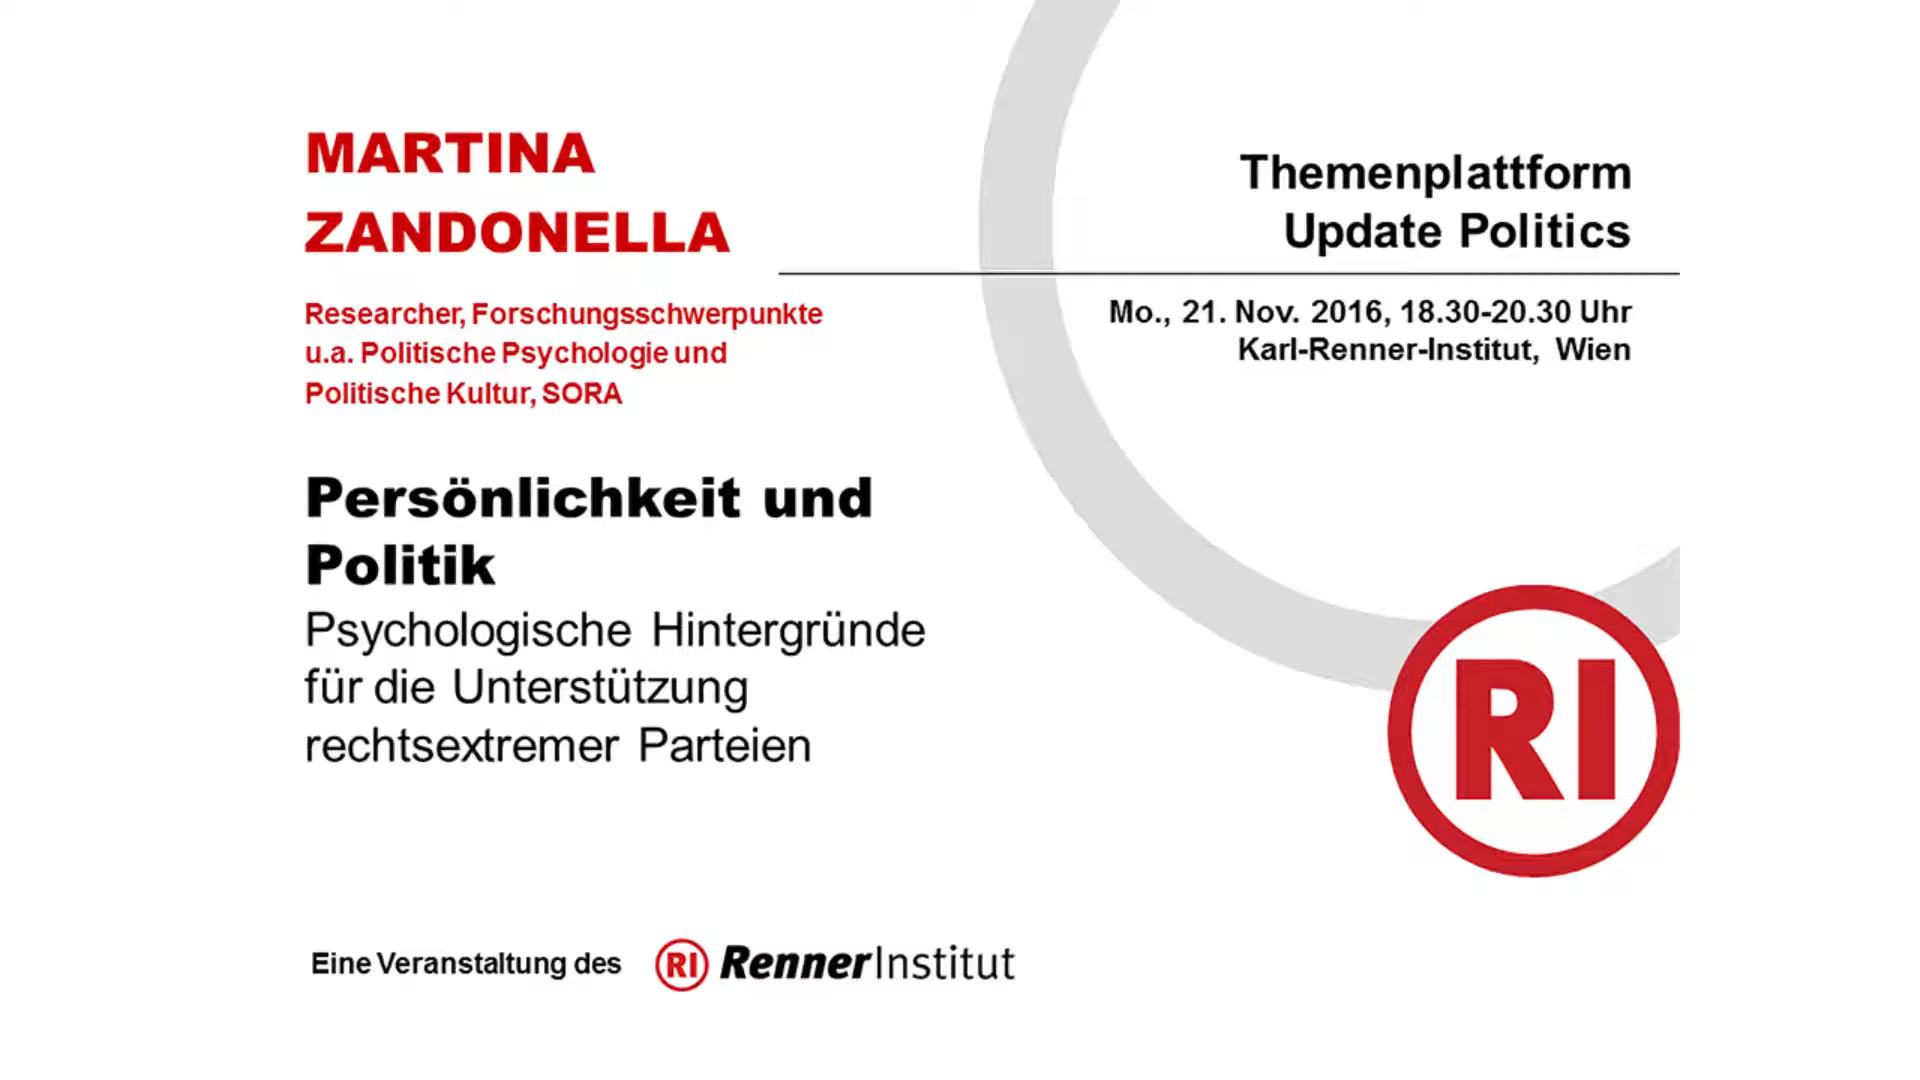 MARTINA
ZANDONELLA
Researcher, Forschungsschwerpunkte
u.a. Politische Psychologie und
Politische Kultur, SORA
Persönlichkeit und
Politik
Psychologische Hintergründe
für die Unterstützung
rechtsextremer Parteien
Themenplattform
Update Politics
Mo., 21. Nov. 2016, 18.30-20.30 Uhr
Karl-Renner-Institut, Wien
RI
Eine Veranstaltung des RI RennerInstitut